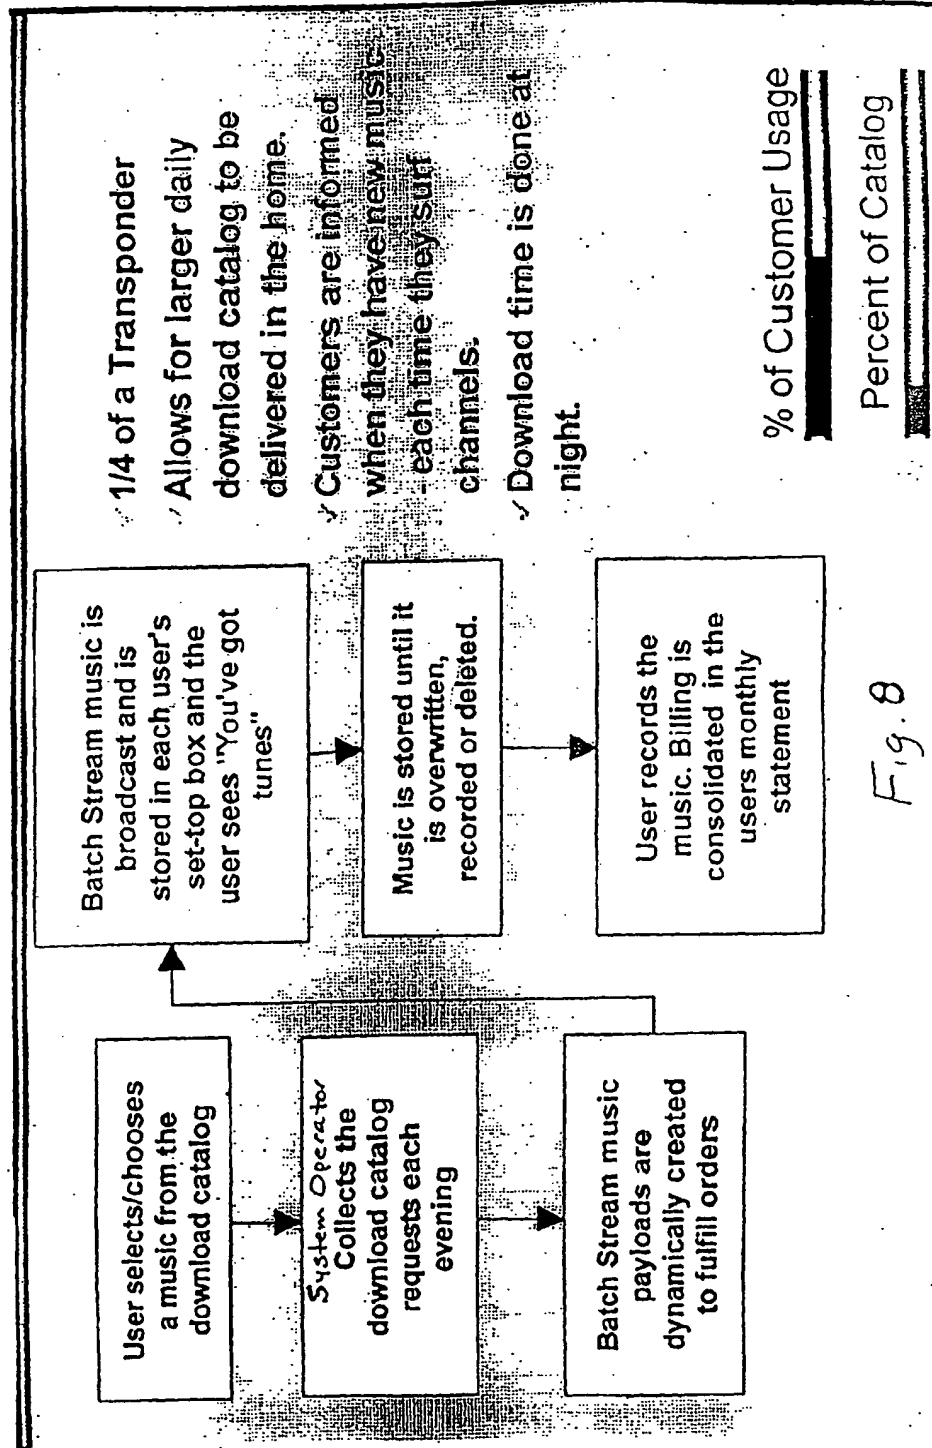 User selects/chooses
a music from the
download catalog
System Operator
Collects the
download catalog
requests each
evening
Batch Stream music
payloads are
dynamically created
to fulfill orders
Batch Stream music is
broadcast and is
stored in each user's
set-top box and the
user sees "You've got
tunes"
Music is stored until it
is overwritten,
recorded or deleted.
User records the
music. Billing is
consolidated in the
users monthly
statement
✓ 1/4 of a Transponder
✓ Allows for larger daily
download catalog to be
delivered in the home.
✓ Customers are informed
when they have new music
- each time they surf
channels.
✓ Download time is done at
night.
% of Customer Usage
Percent of Catalog
Fig. 8